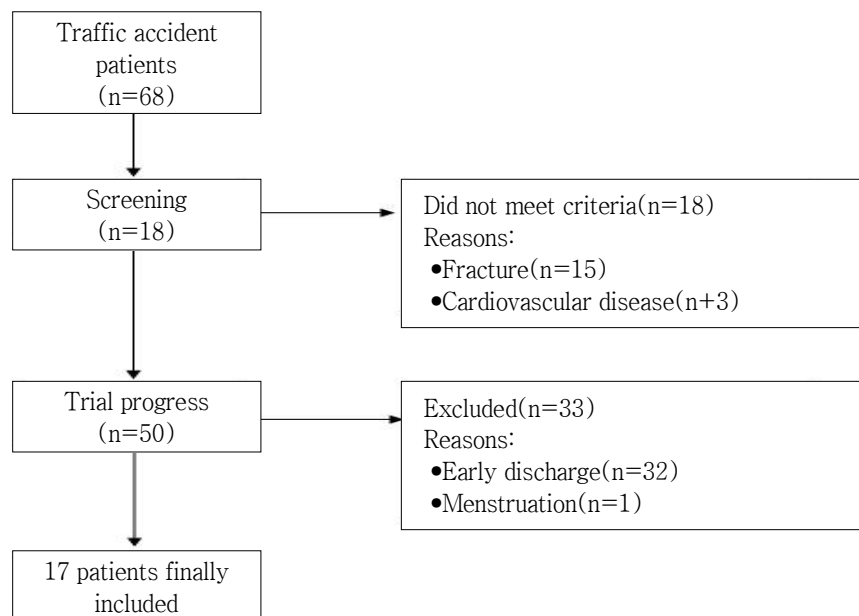 Traffic accident
patients
(n=68)
Screening
(n=18)
Did not meet criteria(n=18)
Reasons:
•Fracture(n=15)
•Cardiovascular disease(n+3)
Trial progress
(n=50)
Excluded(n=33)
Reasons:
•Early discharge(n=32)
•Menstruation(n=1)
17 patients finally
included